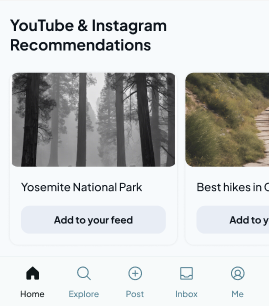 YouTube & Instagram
Recommendations
Yosemite National Park
Best hikes in
Add to your feed
Add to
Home
Explore
Post
Inbox
Me